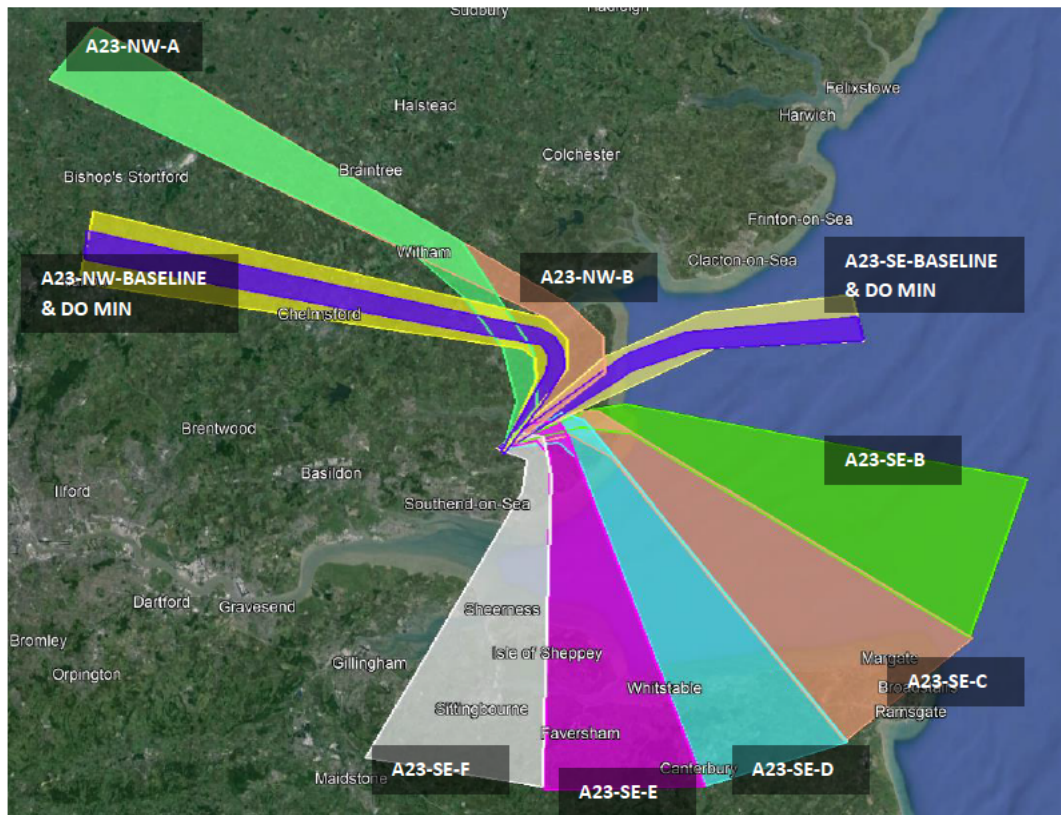 Sudbury
Hadleigh
A23-NW-A
Halstead
Felixstowe
Harwich
Colchester
Braintree
Bishop's Stortford
Frinton-on-Sea
Witham
Clacton-on-Sea
A23-SE-BASELINE
& DO MIN
A23-NW-BASELINE
& DO MIN
A23-NW-B
Chelmsford
Brentwood
A23-SE-B
Basildon
Ilford
Southend-on-Sea
Dartford
Gravesend
Sheerness
Bromley
Gillingham
Isle of Sheppey
Margate
Orpington
Whitstable
A23-SE-C
Sittingbourne
Ramsgate
Faversham
A23-SE-F
Maidstone
Canterbury
A23-SE-D
A23-SE-E